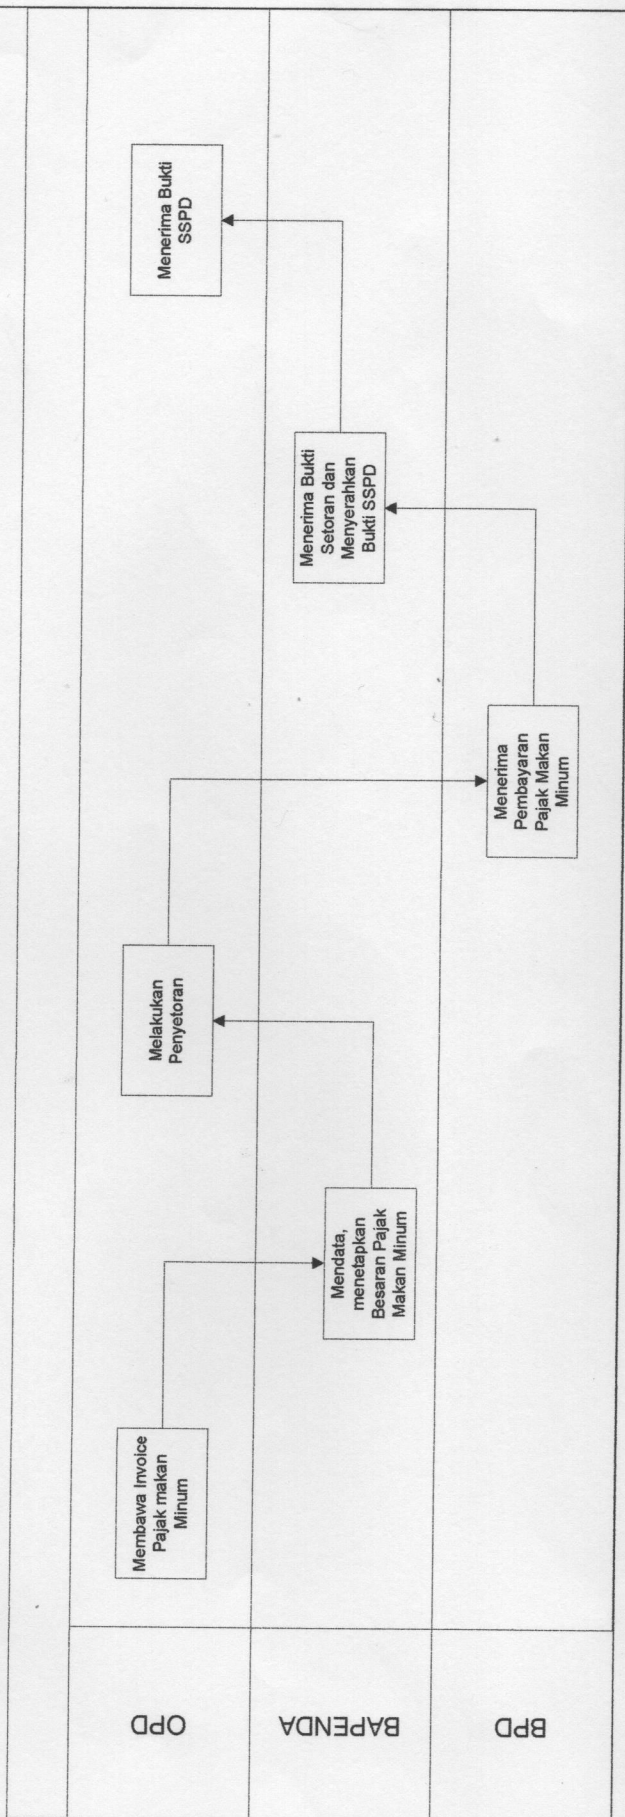 OPD
Membawa Invoice
Pajak makan
Minum
Melakukan
Penyetoran
Menerima Bukti
SSPD
BAPENDA
Mendata,
menetapkan
Besaran Pajak
Makan Minum
Menerima Bukti
Setoran dan
Menyerahkan
Bukti SSPD
BPD
Menerima
Pembayaran
Pajak Makan
Minum